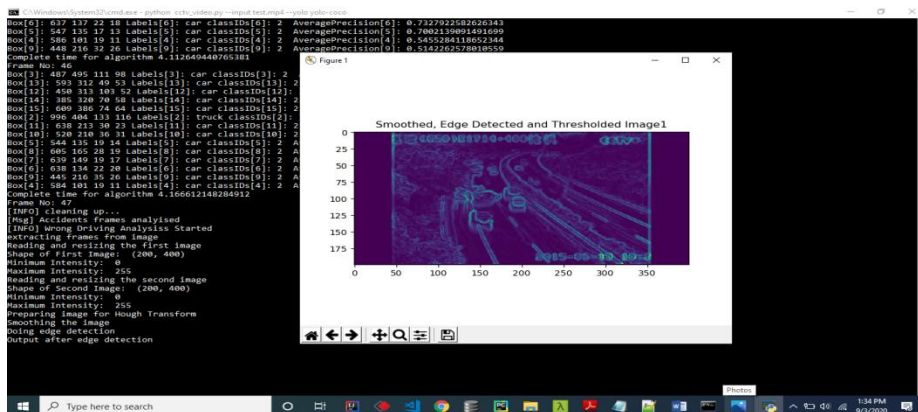 C:\Windows\System32\cmd.exe - python cctv_video.py --input test.mp4 --yolo yolo-coco
Box[6]: 637 137 22 18 Labels[6]: car classIDs[6]: 2 AveragePrecision[6]: 0.7327922582626343
Box[5]: 547 135 17 13 Labels[5]: car classIDs[5]: 2 AveragePrecision[5]: 0.7002139091491699
Box[4]: 586 101 19 11 Labels[4]: car classIDs[4]: 2 AveragePrecision[4]: 0.5455284118652344
Box[9]: 448 216 32 26 Labels[9]: car classIDs[9]: 2 AveragePrecision[9]: 0.5142262578010559
Complete time for algorithm 4.112649440765381
Frame No: 46
Box[3]: 487 495 111 98 Labels[3]: car classIDs[3]: 2
Box[13]: 593 312 49 53 Labels[13]: car classIDs[13]: 2
Box[12]: 450 313 103 52 Labels[12]: car classIDs[12]:
Box[14]: 385 320 70 58 Labels[14]: car classIDs[14]: 2
Box[15]: 609 386 74 64 Labels[15]: car classIDs[15]: 2
Box[2]: 996 404 133 116 Labels[2]: truck classIDs[2]:
Box[11]: 638 213 30 23 Labels[11]: car classIDs[11]: 2
Box[10]: 520 210 36 31 Labels[10]: car classIDs[10]: 2
Box[5]: 544 135 19 14 Labels[5]: car classIDs[5]: 2 A
Box[8]: 605 165 28 19 Labels[8]: car classIDs[8]: 2 A
Box[7]: 639 149 19 17 Labels[7]: car classIDs[7]: 2 A
Box[6]: 638 134 22 20 Labels[6]: car classIDs[6]: 2 A
Box[9]: 445 216 35 26 Labels[9]: car classIDs[9]: 2 A
Box[4]: 584 101 19 11 Labels[4]: car classIDs[4]: 2 A
Complete time for algorithm 4.166612148284912
Frame No: 47
[INFO] cleaning up...
[Msg] Accidents frames analyised
[INFO] Wrong Driving Analysiss Started
extracting frames from image
Reading and resizing the first image
Shape of First Image: (200, 400)
Minimum Intensity: 0
Maximum Intensity: 255
Reading and resizing the second image
Shape of Second Image: (200, 400)
Minimum Intensity: 0
Maximum Intensity: 255
Preparing image for Hough Transform
Smoothing the image
Doing edge detection
Output after edge detection
Figure 1
Smoothed, Edge Detected and Thresholded Image1
0
25
50
75
100
125
150
175
0 50 100 150 200 250 300 350
Photos
Type here to search
1:34 PM
9/3/2020